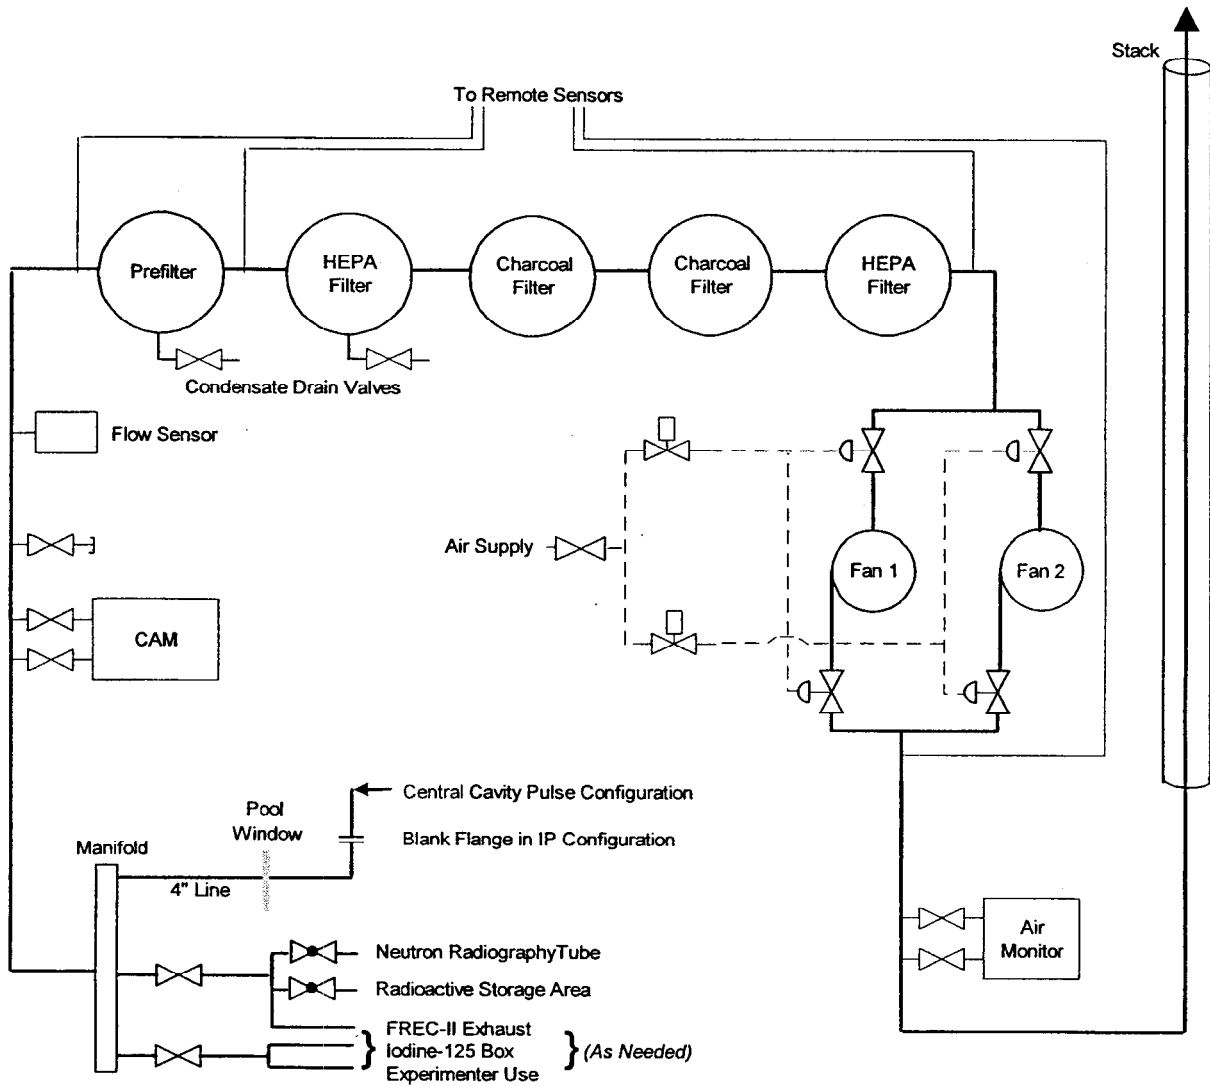 Stack
To Remote Sensors
Prefilter
HEPA
Filter
Charcoal
Filter
Charcoal
Filter
HEPA
Filter
Condensate Drain Valves
Flow Sensor
Air Supply
Fan 1
Fan 2
CAM
Central Cavity Pulse Configuration
Pool
Window
Blank Flange in IP Configuration
Manifold
4" Line
Air
Monitor
Neutron RadiographyTube
Radioactive Storage Area
FREC-II Exhaust
Iodine-125 Box
Experimenter Use
(As Needed)